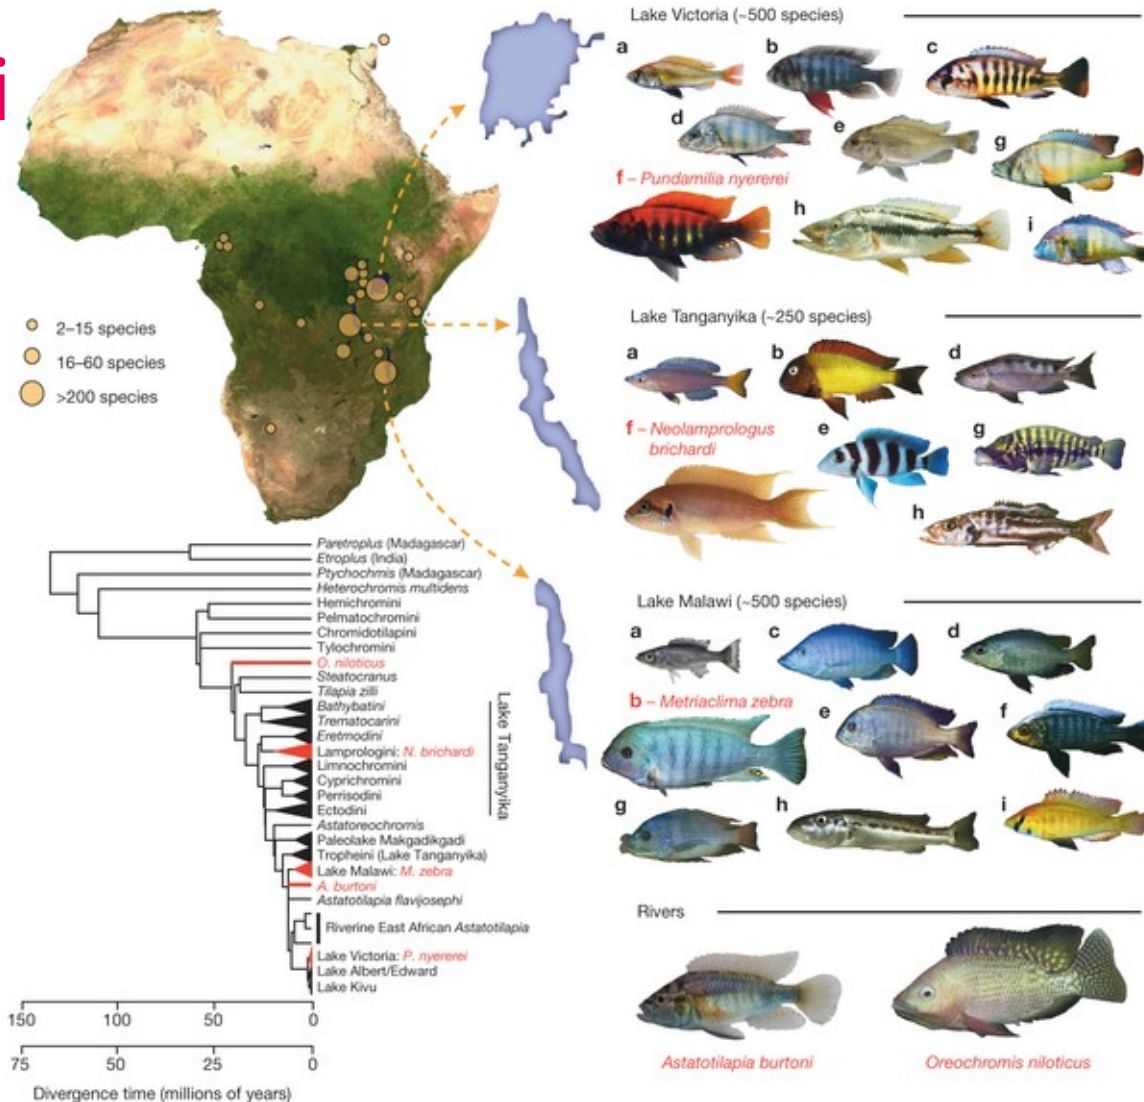 i
Lake Victoria (~500 species)
a
b
c
d
e
g
f – Pundamilia nyererei
h
i
2–15 species
16–60 species
>200 species
Lake Tanganyika (~250 species)
a
b
d
f – Neolamprologus
brichardi
e
g
h
Paretroplus (Madagascar)
Etroplus (India)
Ptychochmis (Madagascar)
Heterochromis multidens
Hemichromini
Pelmatochromini
Chromidotilapini
Tylochromini
O. niloticus
Steatocranus
Tilapia zilli
Bathybatini
Trematocarini
Eretmodini
Lamprologini: N. brichardi
Limnochromini
Cyprichromini
Perrisodini
Ectodini
Lake Tanganyika
Astatoreochromis
Paleolake Makgadikgadi
Tropheini (Lake Tanganyika)
Lake Malawi: M. zebra
A. burtoni
Astatotilapia flavijosephi
Riverine East African Astatotilapia
Lake Victoria: P. nyererei
Lake Albert/Edward
Lake Kivu
150 100 50 0
75 50 25 0
Divergence time (millions of years)
Lake Malawi (~500 species)
a
c
d
b – Metriaclima zebra
e
f
g
h
i
Rivers
Astatotilapia burtoni
Oreochromis niloticus